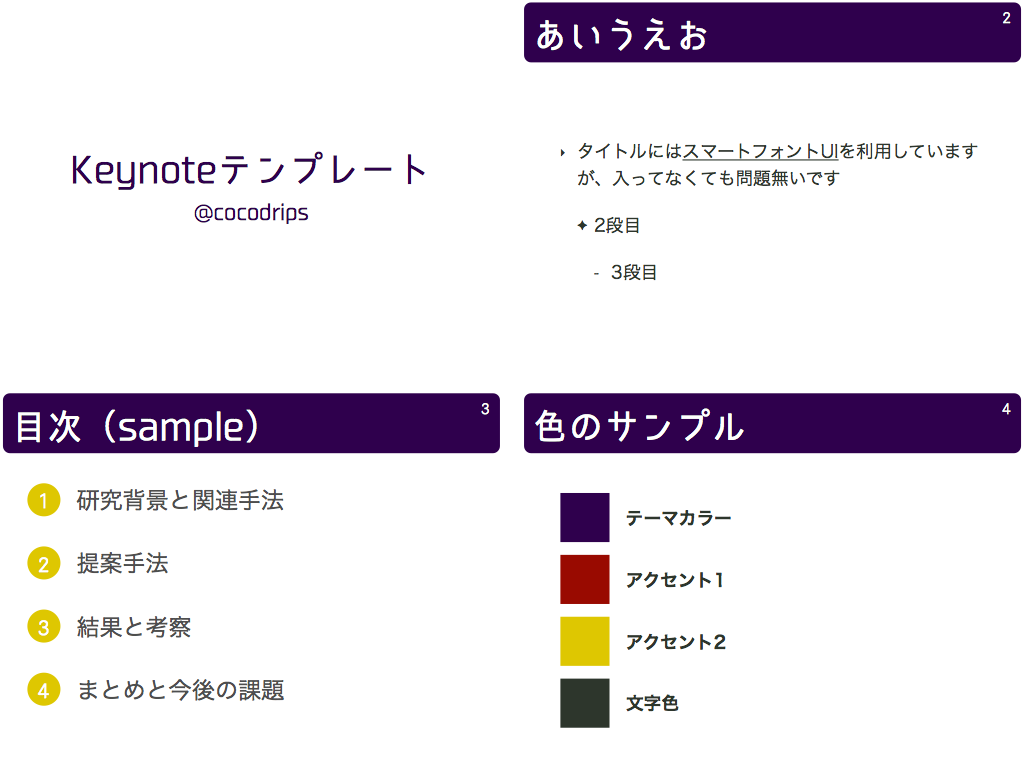 Keynoteテンプレート
@cocodrips
あいうえお
2
‣ タイトルにはスマートフォントUIを利用しています
が、入ってなくても問題無いです
✦ 2段目
- 3段目
目次（sample）
3
1 研究背景と関連手法
2 提案手法
3 結果と考察
4 まとめと今後の課題
色のサンプル
4
テーマカラー
アクセント1
アクセント2
文字色